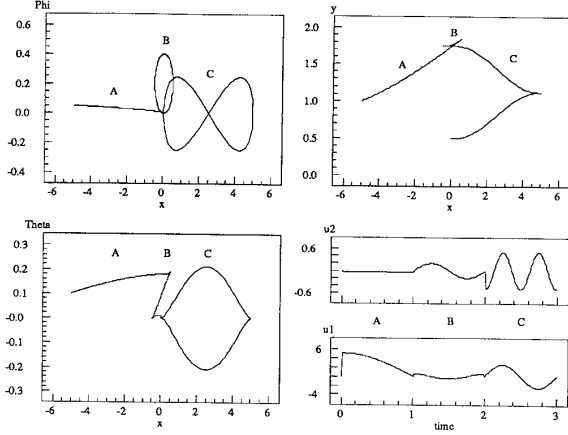 Phi
0.6
0.4
0.2
0.0
-0.2
-0.4
A
B
C
-6 -4 -2 0 2 4 6
x
y
2.0
1.5
1.0
0.5
0.0
A
B
C
-6 -4 -2 0 2 4 6
x
Theta
0.3
0.2
0.1
-0.0
-0.1
-0.2
-0.3
A B C
-6 -4 -2 0 2 4 6
x
u2
0.6
-0.6
u1
A B C
6
-4
0 1 2 3
time